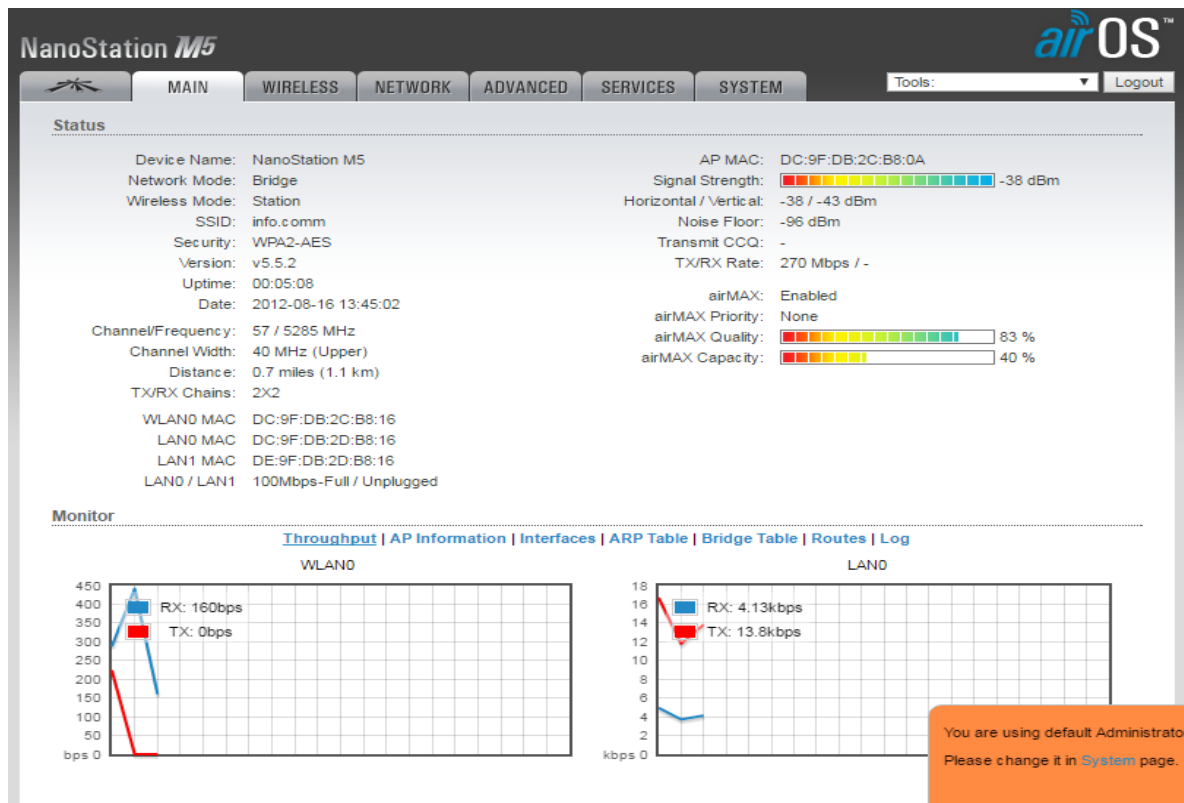 NanoStation M5
airOS™
MAIN
WIRELESS
NETWORK
ADVANCED
SERVICES
SYSTEM
Tools:
Logout
Status
Device Name: NanoStation M5
Network Mode: Bridge
Wireless Mode: Station
SSID: info.comm
Security: WPA2-AES
Version: v5.5.2
Uptime: 00:05:08
Date: 2012-08-16 13:45:02
Channel/Frequency: 57 / 5285 MHz
Channel Width: 40 MHz (Upper)
Distance: 0.7 miles (1.1 km)
TX/RX Chains: 2X2
WLAN0 MAC DC:9F:DB:2C:B8:16
LAN0 MAC DC:9F:DB:2D:B8:16
LAN1 MAC DE:9F:DB:2D:B8:16
LAN0 / LAN1 100Mbps-Full / Unplugged
AP MAC: DC:9F:DB:2C:B8:0A
Signal Strength: -38 dBm
Horizontal / Vertical: -38 / -43 dBm
Noise Floor: -96 dBm
Transmit CCQ: -
TX/RX Rate: 270 Mbps / -
airMAX: Enabled
airMAX Priority: None
airMAX Quality: 83 %
airMAX Capacity: 40 %
Monitor
Throughput | AP Information | Interfaces | ARP Table | Bridge Table | Routes | Log
WLAN0
450
400
350
300
250
200
150
100
50
bps 0
RX: 160bps
TX: 0bps
LAN0
18
16
14
12
10
8
6
4
2
kbps 0
RX: 4.13kbps
TX: 13.8kbps
You are using default Administrato
Please change it in System page.